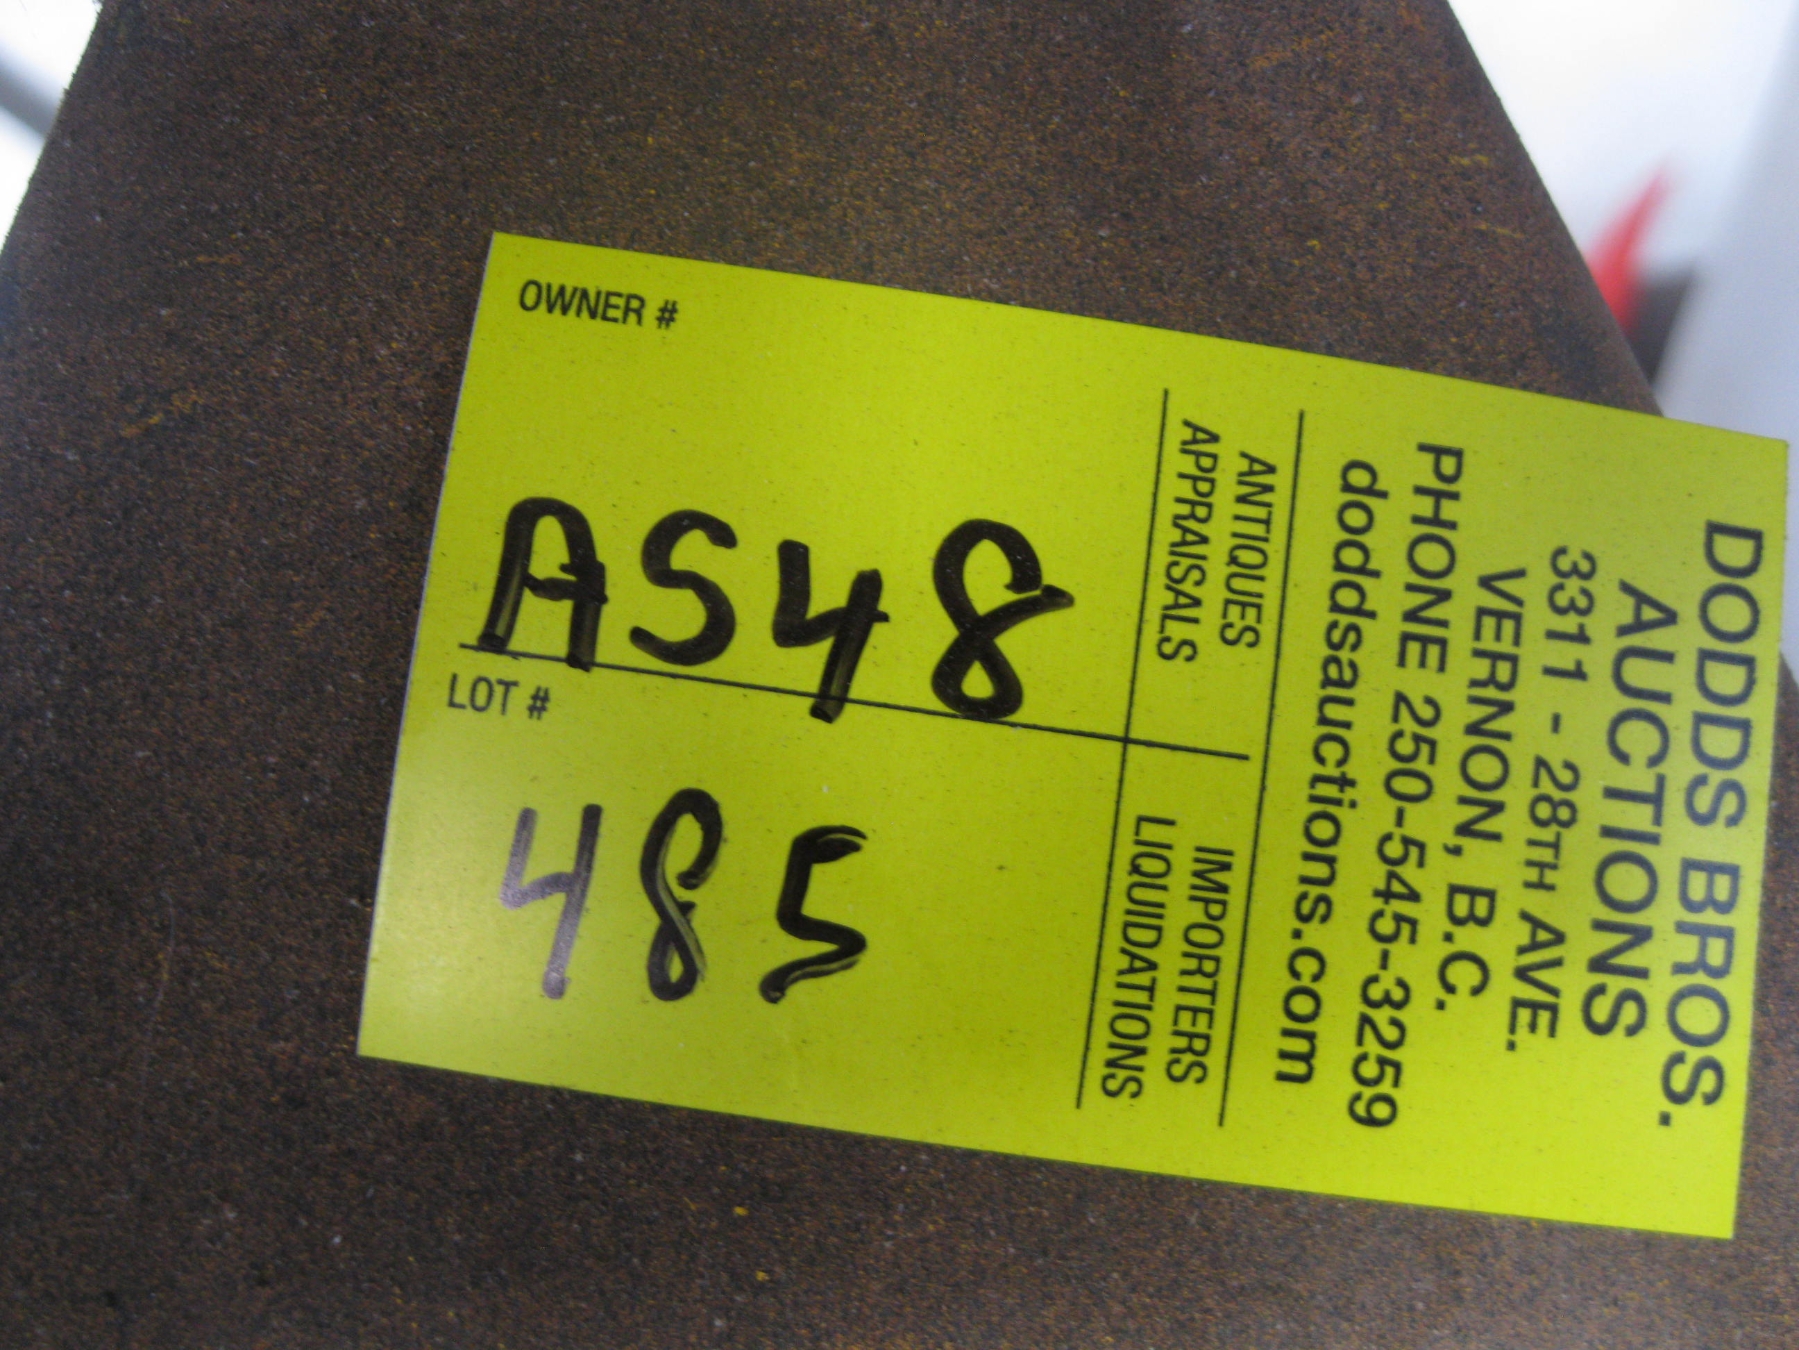 DODDS BROS.
AUCTIONS
3311 - 28TH AVE.
VERNON, B.C.
PHONE 250-545-3259
doddsauctions.com
ANTIQUES
APPRAISALS
IMPORTERS
LIQUIDATIONS
OWNER #
AS48
LOT #
485